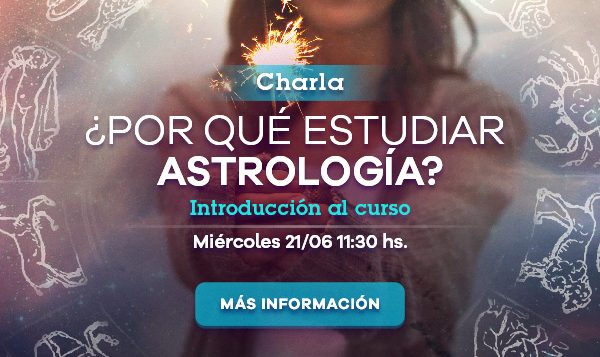 Charla
¿POR QUÉ ESTUDIAR
ASTROLOGÍA?
Introducción al curso
Miércoles 21/06 11:30 hs.
MÁS INFORMACIÓN